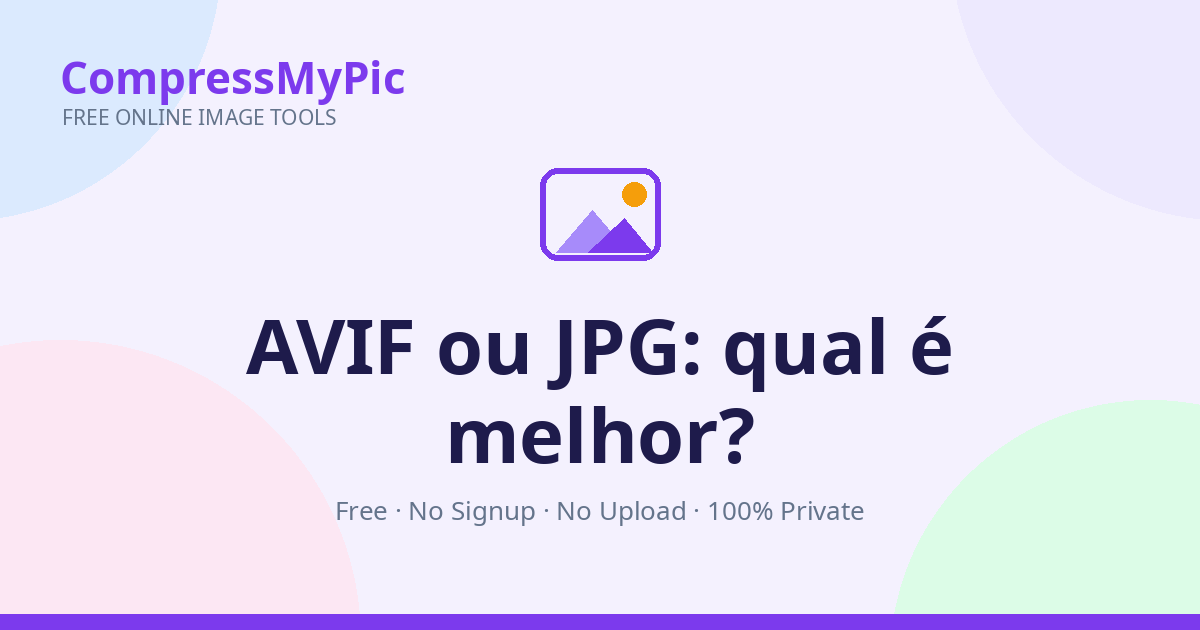 CompressMyPic
FREE ONLINE IMAGE TOOLS
AVIF ou JPG: qual é
melhor?
Free · No Signup · No Upload · 100% Private